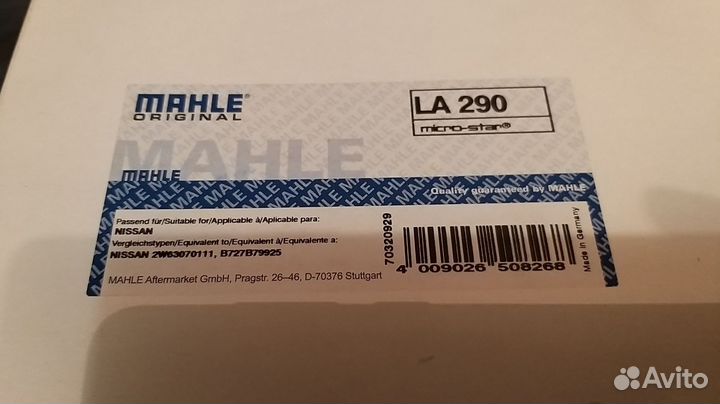 MAHLE®
ORIGINAL
LA 290
micro-star®
MAHLE
MAHLE
Quality guaranteed by MAHLE
Passend für/Suitable for/Applicable à/Aplicable para:
NISSAN
Vergleichstypen/Equivalent to/Equivalent à/Equivalente a:
NISSAN 2W63070111, B727B79925
MAHLE Aftermarket GmbH, Pragstr. 26–46, D-70376 Stuttgart
70320929
4 009026 508268
Made in Germany
Avito